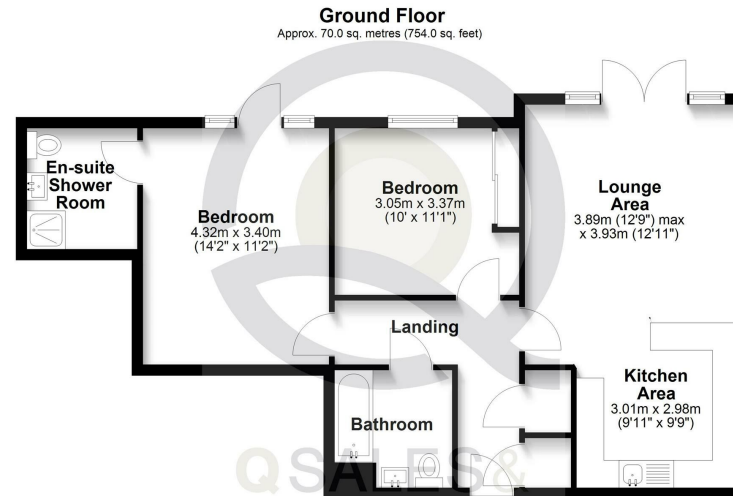 Ground Floor
Approx. 70.0 sq. metres (754.0 sq. feet)
En-suite
Shower
Room
Bedroom
4.32m x 3.40m
(14'2" x 11'2")
Bedroom
3.05m x 3.37m
(10' x 11'1")
Lounge
Area
3.89m (12'9") max
x 3.93m (12'11")
Landing
Kitchen
Area
3.01m x 2.98m
(9'11" x 9'9")
Bathroom
QSALES&